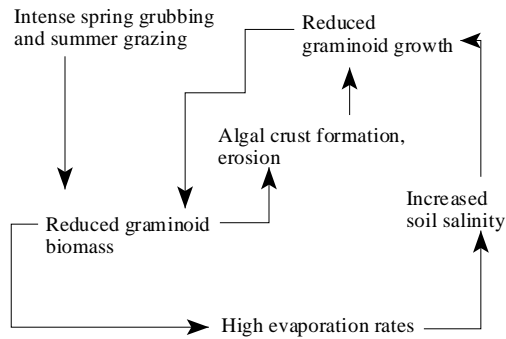 Intense spring grubbing
and summer grazing
Reduced
graminoid growth
Algal crust formation,
erosion
Increased
soil salinity
Reduced graminoid
biomass
High evaporation rates